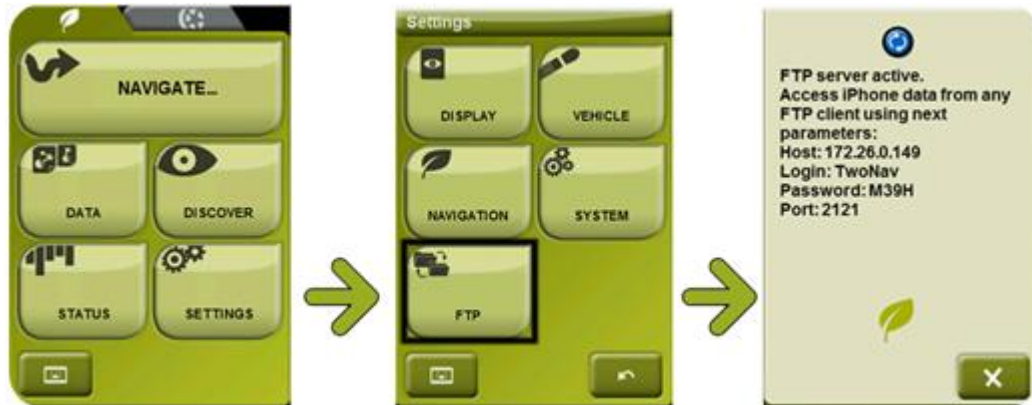 NAVIGATE...
DATA
DISCOVER
STATUS
SETTINGS
Settings
DISPLAY
VEHICLE
NAVIGATION
SYSTEM
FTP
FTP server active.
Access iPhone data from any
FTP client using next
parameters:
Host: 172.26.0.149
Login: TwoNav
Password: M39H
Port: 2121